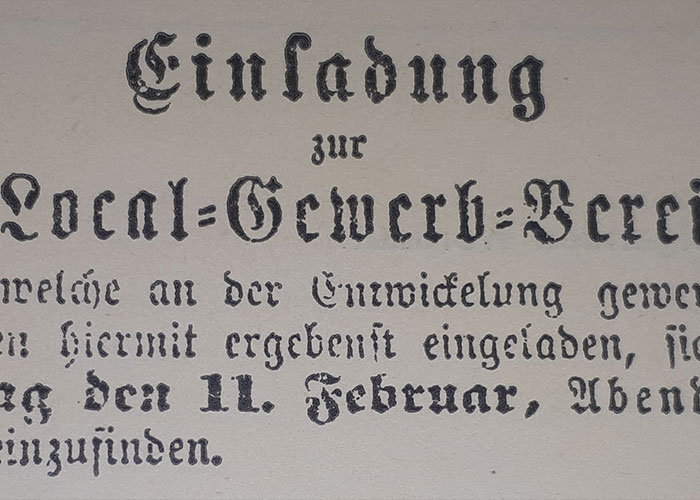 Einladung
zur
Local=Gewerb=Verei
welche an der Entwickelung gewer
en hiermit ergebenst eingeladen, sic
ag den 11. Februar, Abend
einzufinden.